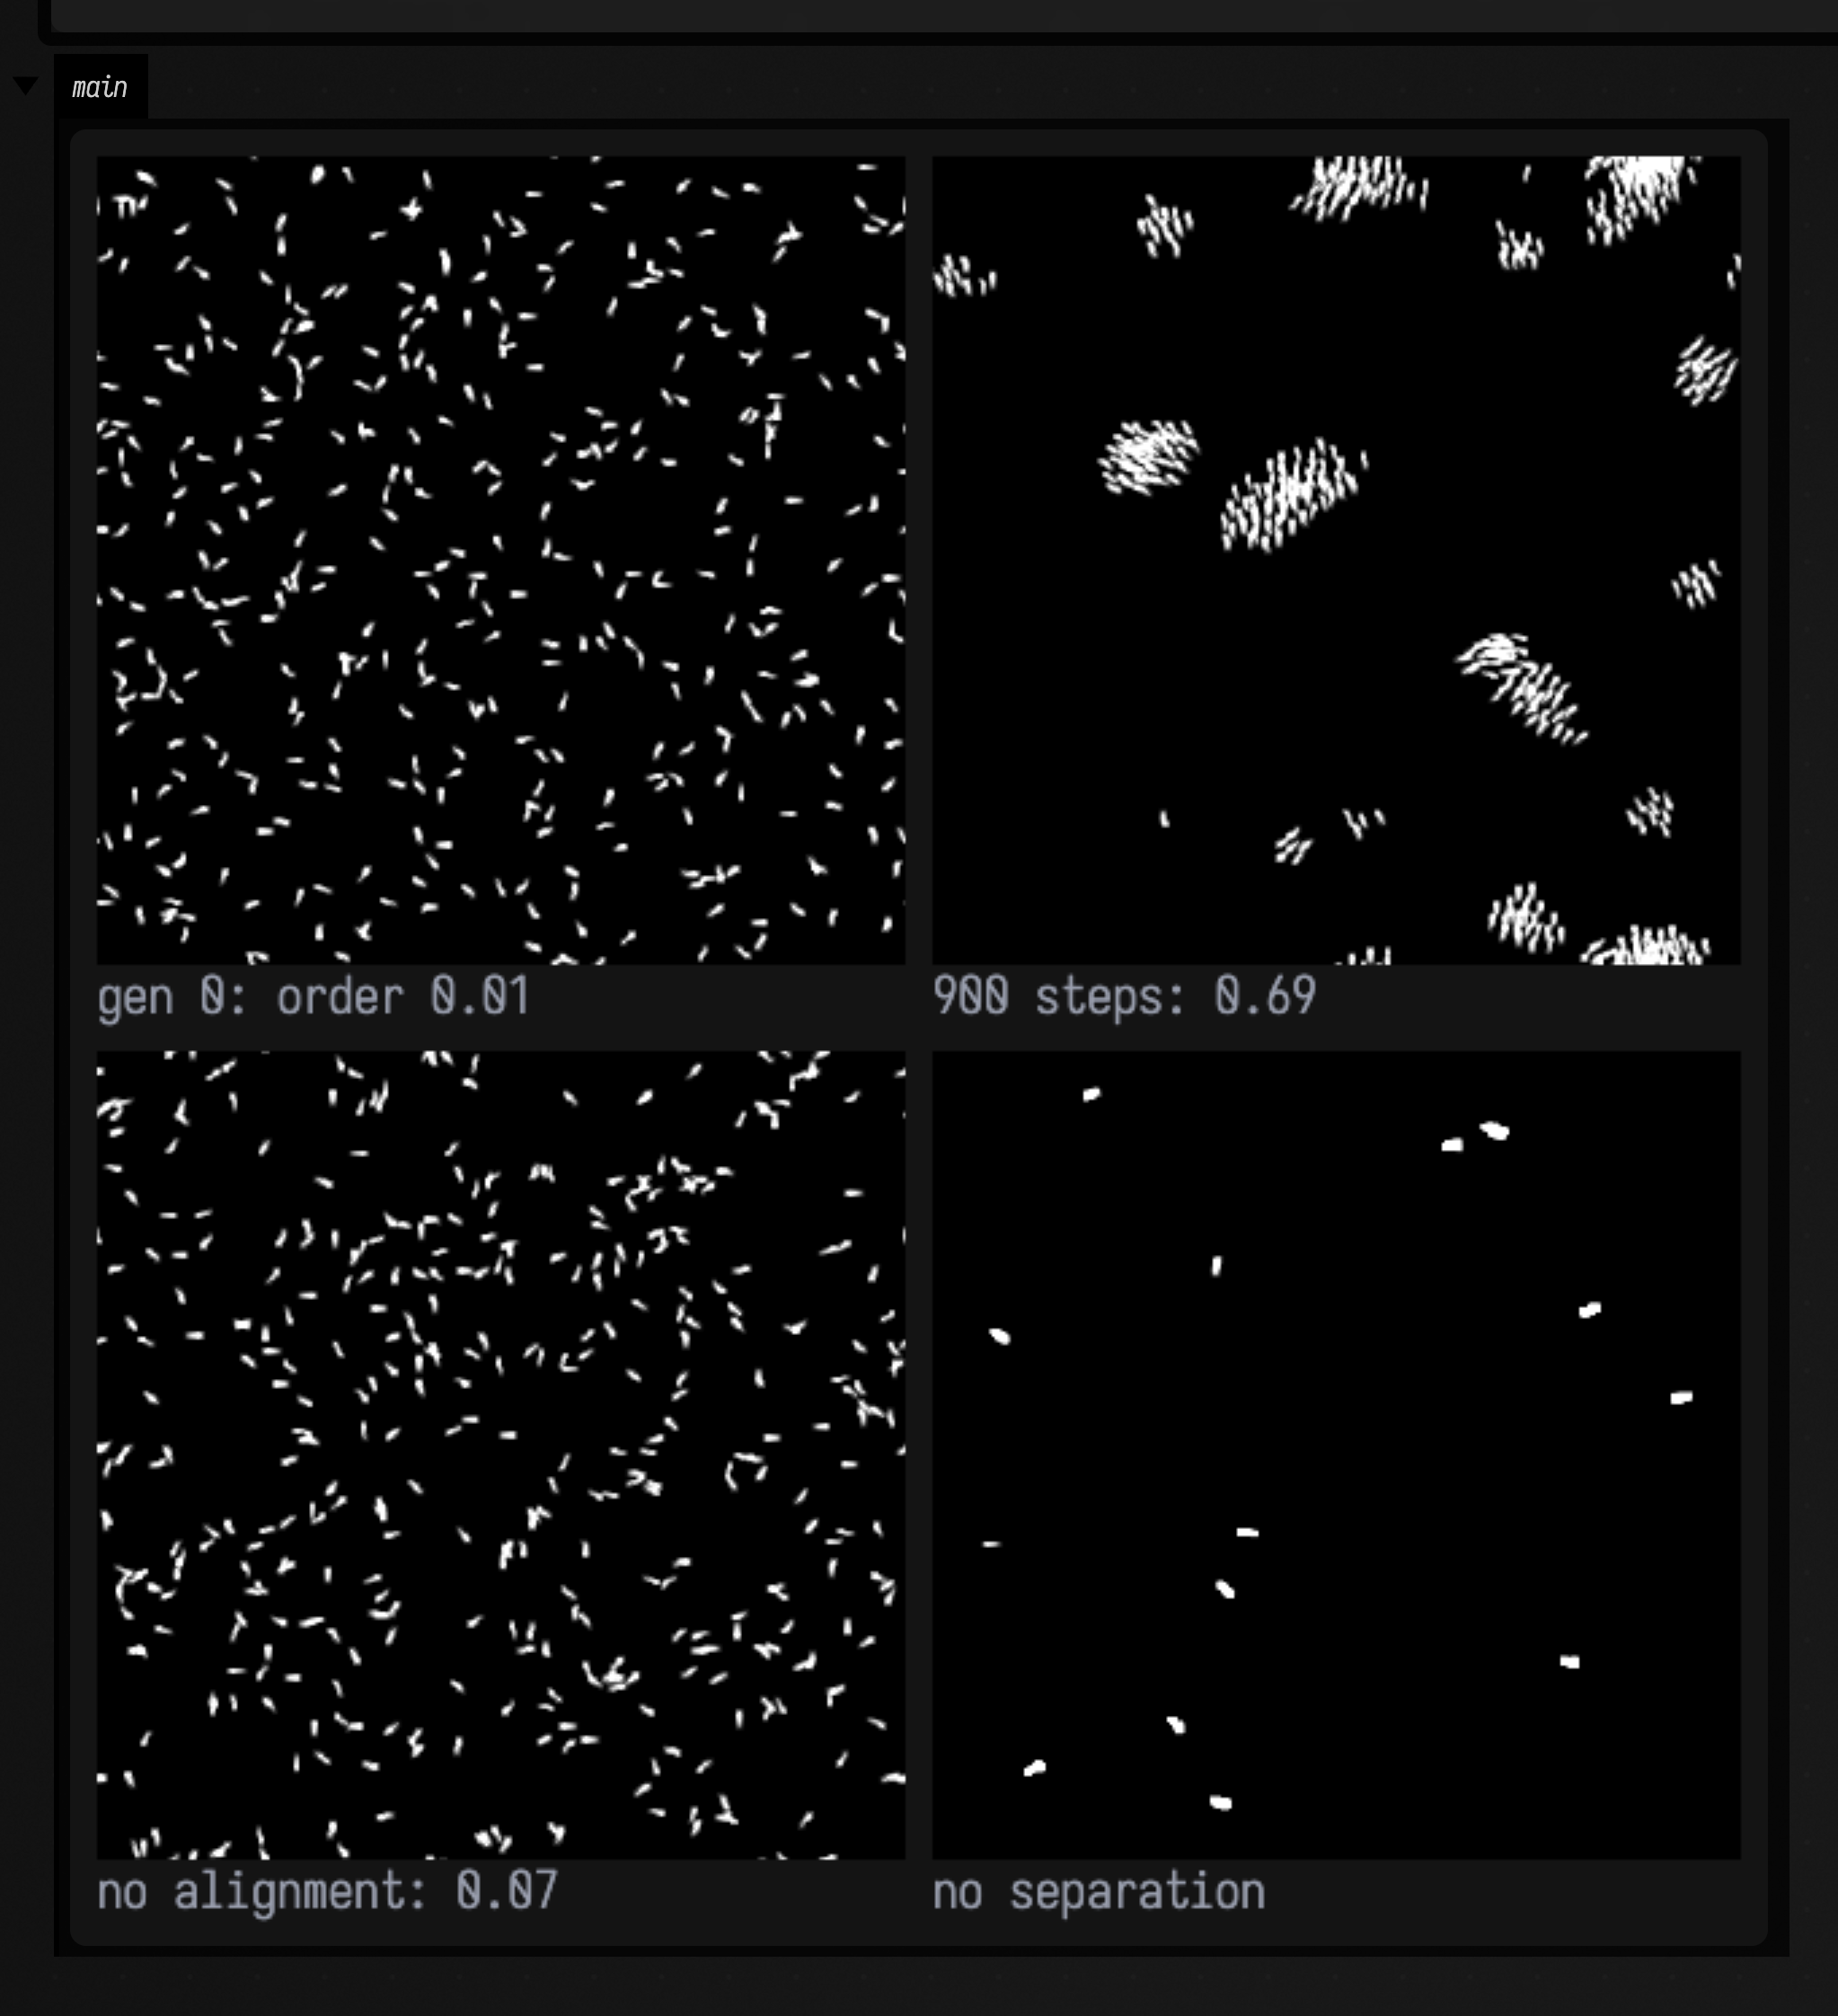 main
gen 0: order 0.01
900 steps: 0.69
no alignment: 0.07
no separation